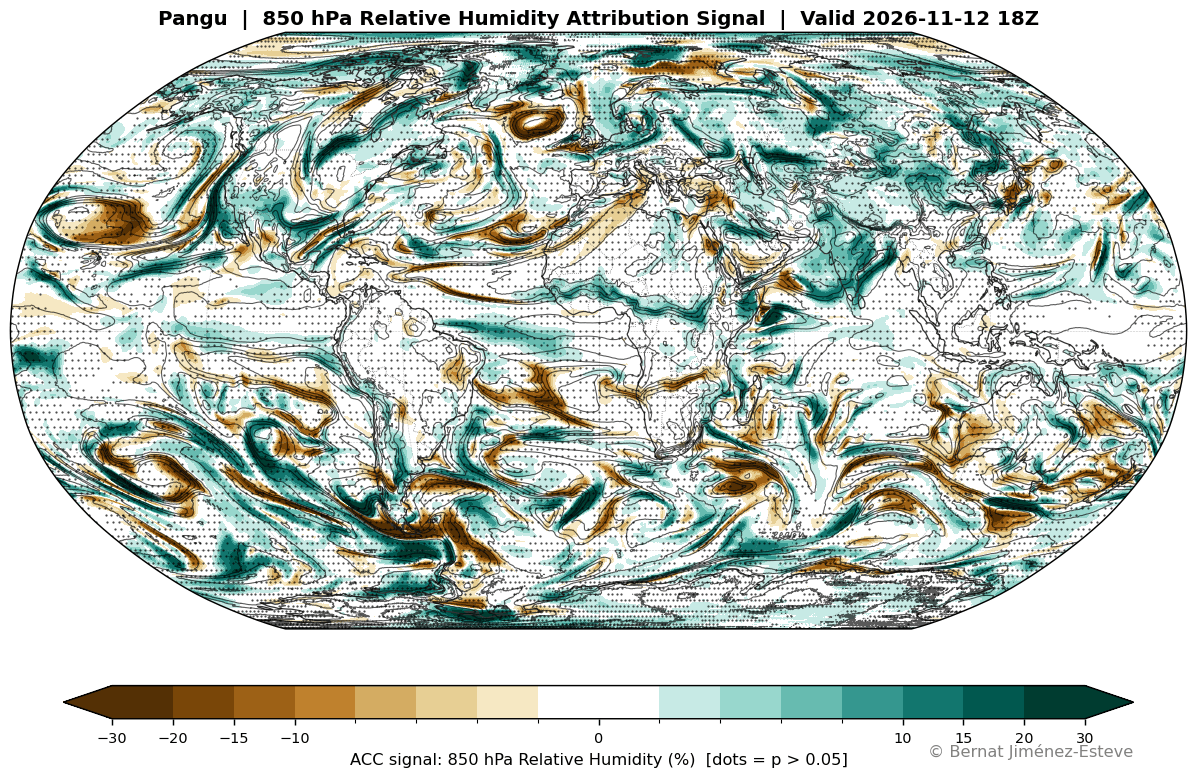 Pangu | 850 hPa Relative Humidity Attribution Signal | Valid 2026-11-12 18Z
−30 −20 −15 −10 0 10 15 20 30
ACC signal: 850 hPa Relative Humidity (%) [dots = p > 0.05]
© Bernat Jiménez-Esteve